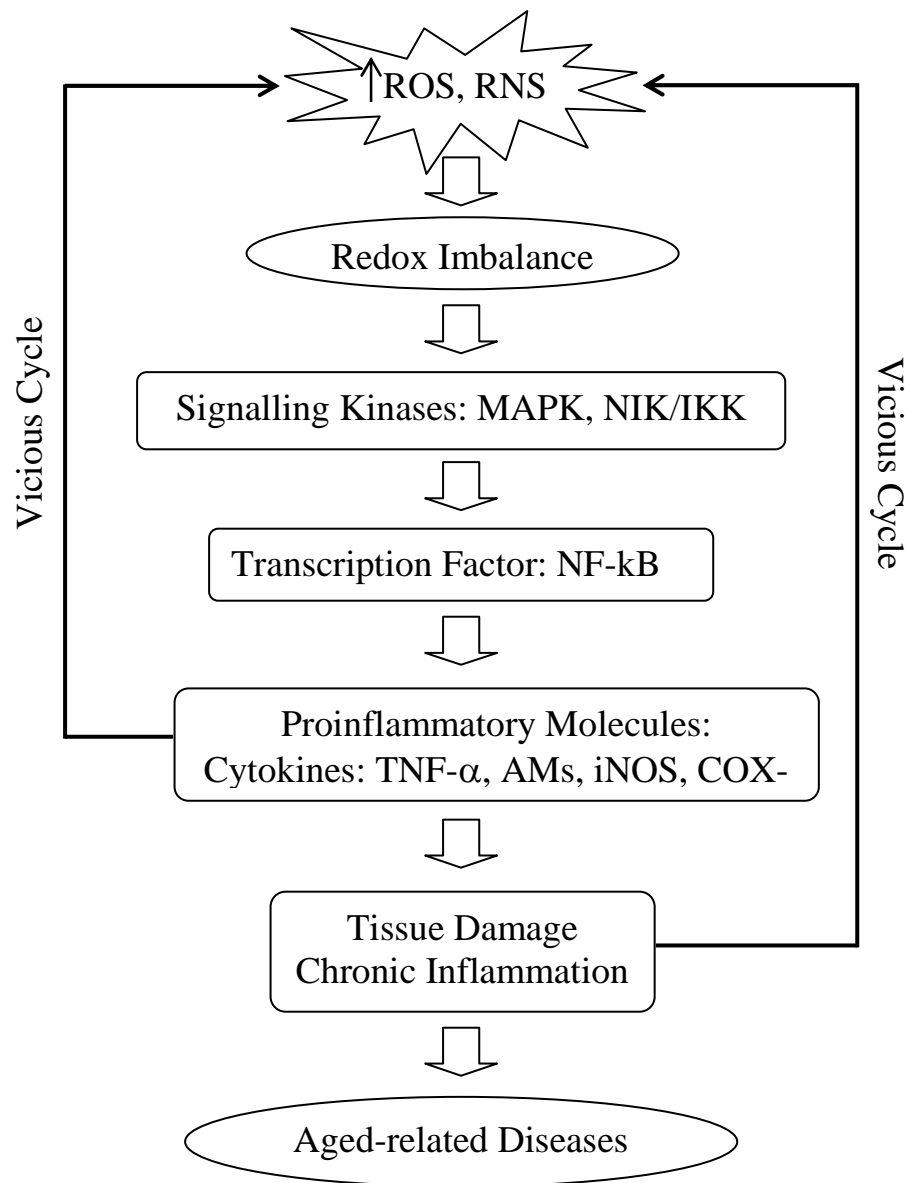 ↑ROS, RNS
Redox Imbalance
Signalling Kinases: MAPK, NIK/IKK
Transcription Factor: NF-kB
Proinflammatory Molecules:
Cytokines: TNF-α, AMs, iNOS, COX-
Tissue Damage
Chronic Inflammation
Aged-related Diseases
Vicious Cycle
Vicious Cycle